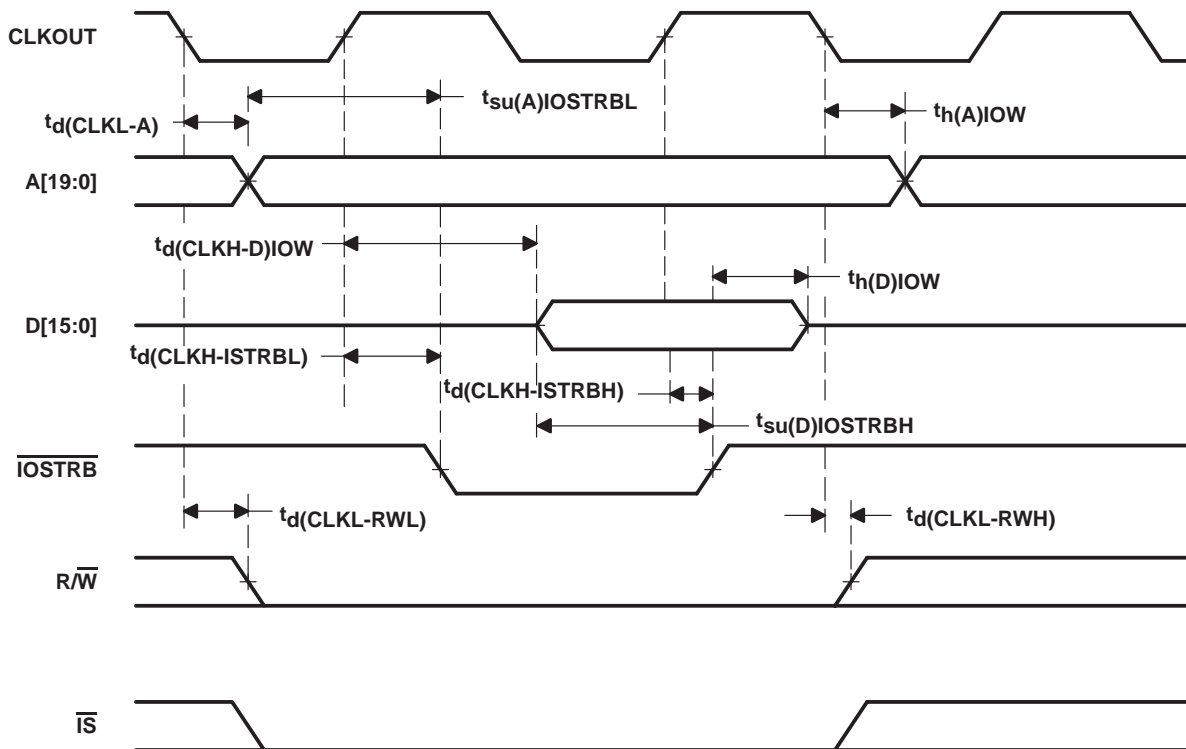 CLKOUT
tsu(A)IOSTRBL
td(CLKL-A)
th(A)IOW
A[19:0]
td(CLKH-D)IOW
th(D)IOW
D[15:0]
td(CLKH-ISTRBL)
td(CLKH-ISTRBH)
tsu(D)IOSTRBH
IOSTRB
td(CLKL-RWL)
td(CLKL-RWH)
R/W
IS